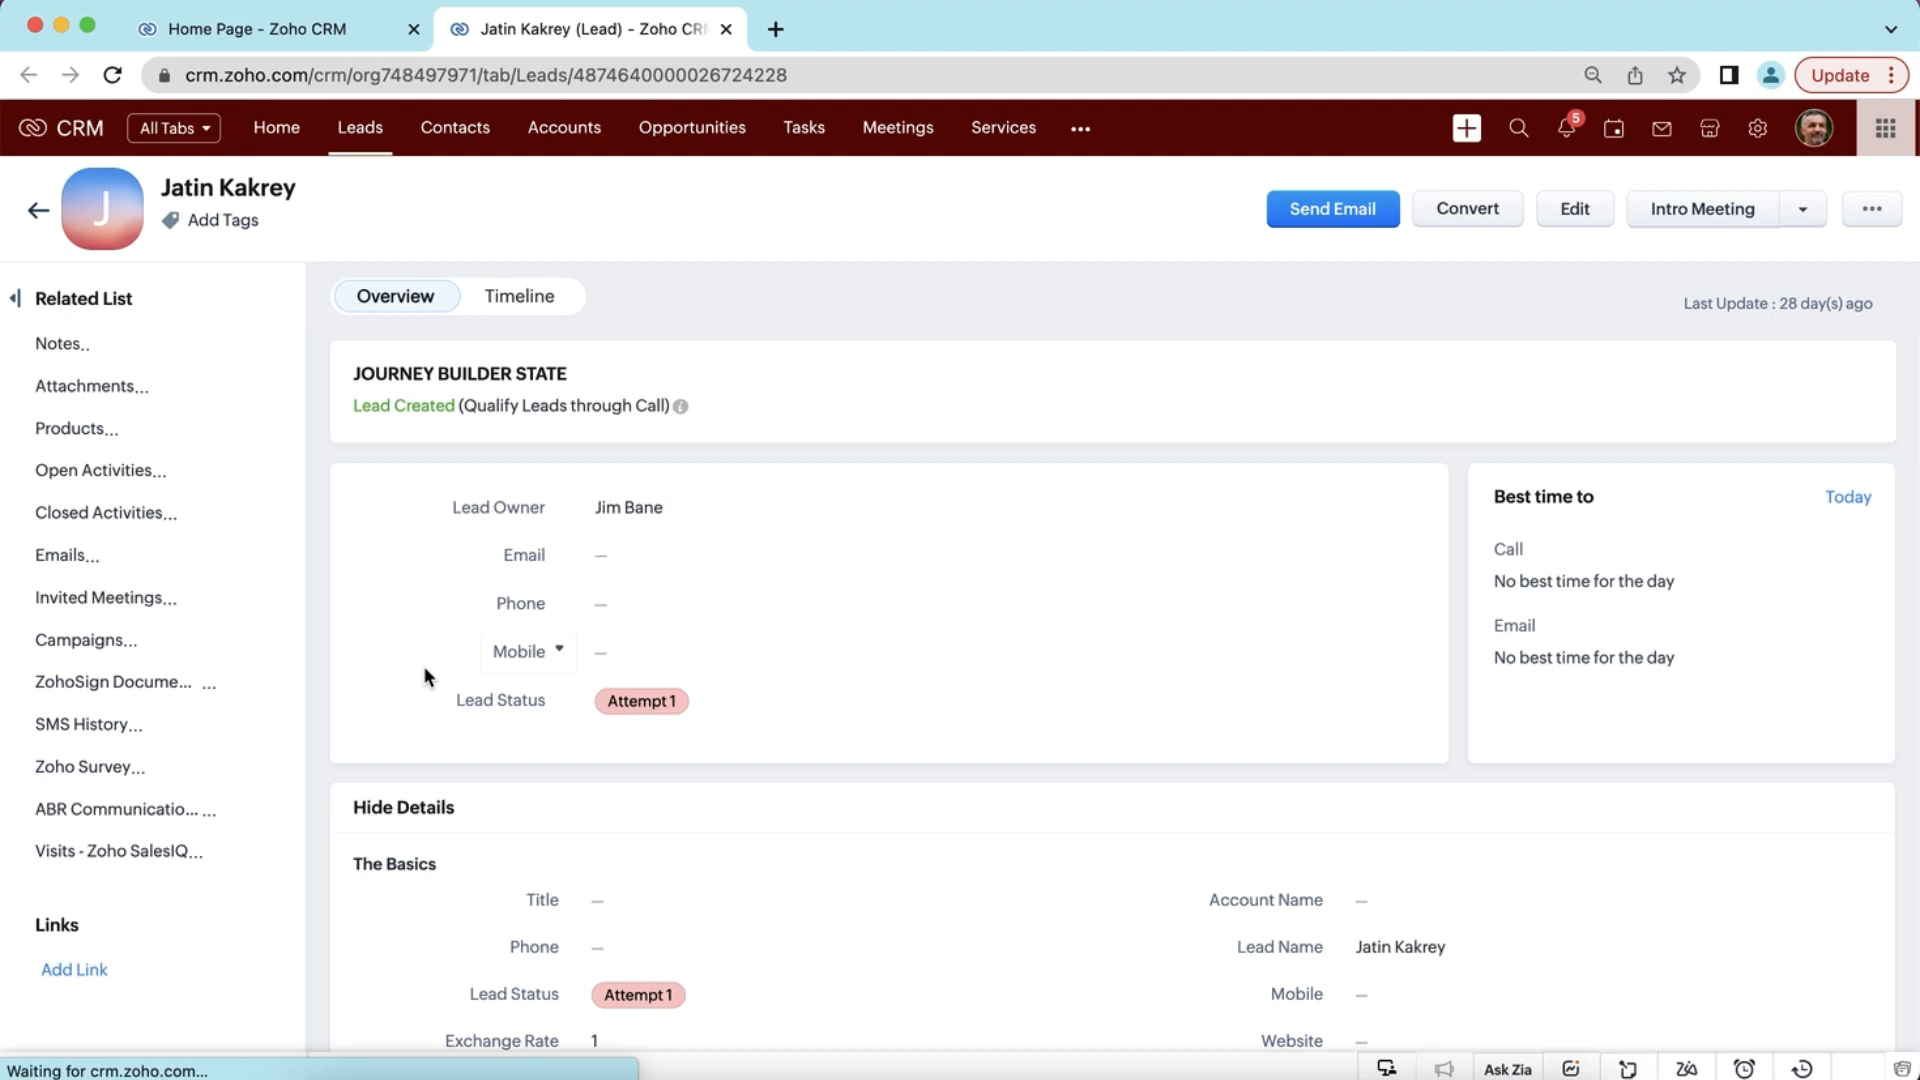 Home Page - Zoho CRM
Jatin Kakrey (Lead) - Zoho CR
crm.zoho.com/crm/org748497971/tab/Leads/4874640000026724228
Update
CRM
All Tabs
Home
Leads
Contacts
Accounts
Opportunities
Tasks
Meetings
Services
5
J
Jatin Kakrey
Add Tags
Send Email
Convert
Edit
Intro Meeting
Related List
Notes..
Attachments...
Products...
Open Activities...
Closed Activities...
Emails...
Invited Meetings...
Campaigns...
ZohoSign Docume... ...
SMS History...
Zoho Survey...
ABR Communicatio... ...
Visits - Zoho SalesIQ...
Links
Add Link
Overview
Timeline
Last Update : 28 day(s) ago
JOURNEY BUILDER STATE
Lead Created (Qualify Leads through Call)
Lead Owner Jim Bane
Email —
Phone —
Mobile —
Lead Status Attempt 1
Best time to
Today
Call
No best time for the day
Email
No best time for the day
Hide Details
The Basics
Title —
Account Name —
Phone —
Lead Name Jatin Kakrey
Lead Status Attempt 1
Mobile —
Exchange Rate 1
Website —
Waiting for crm.zoho.com...
Ask Zia